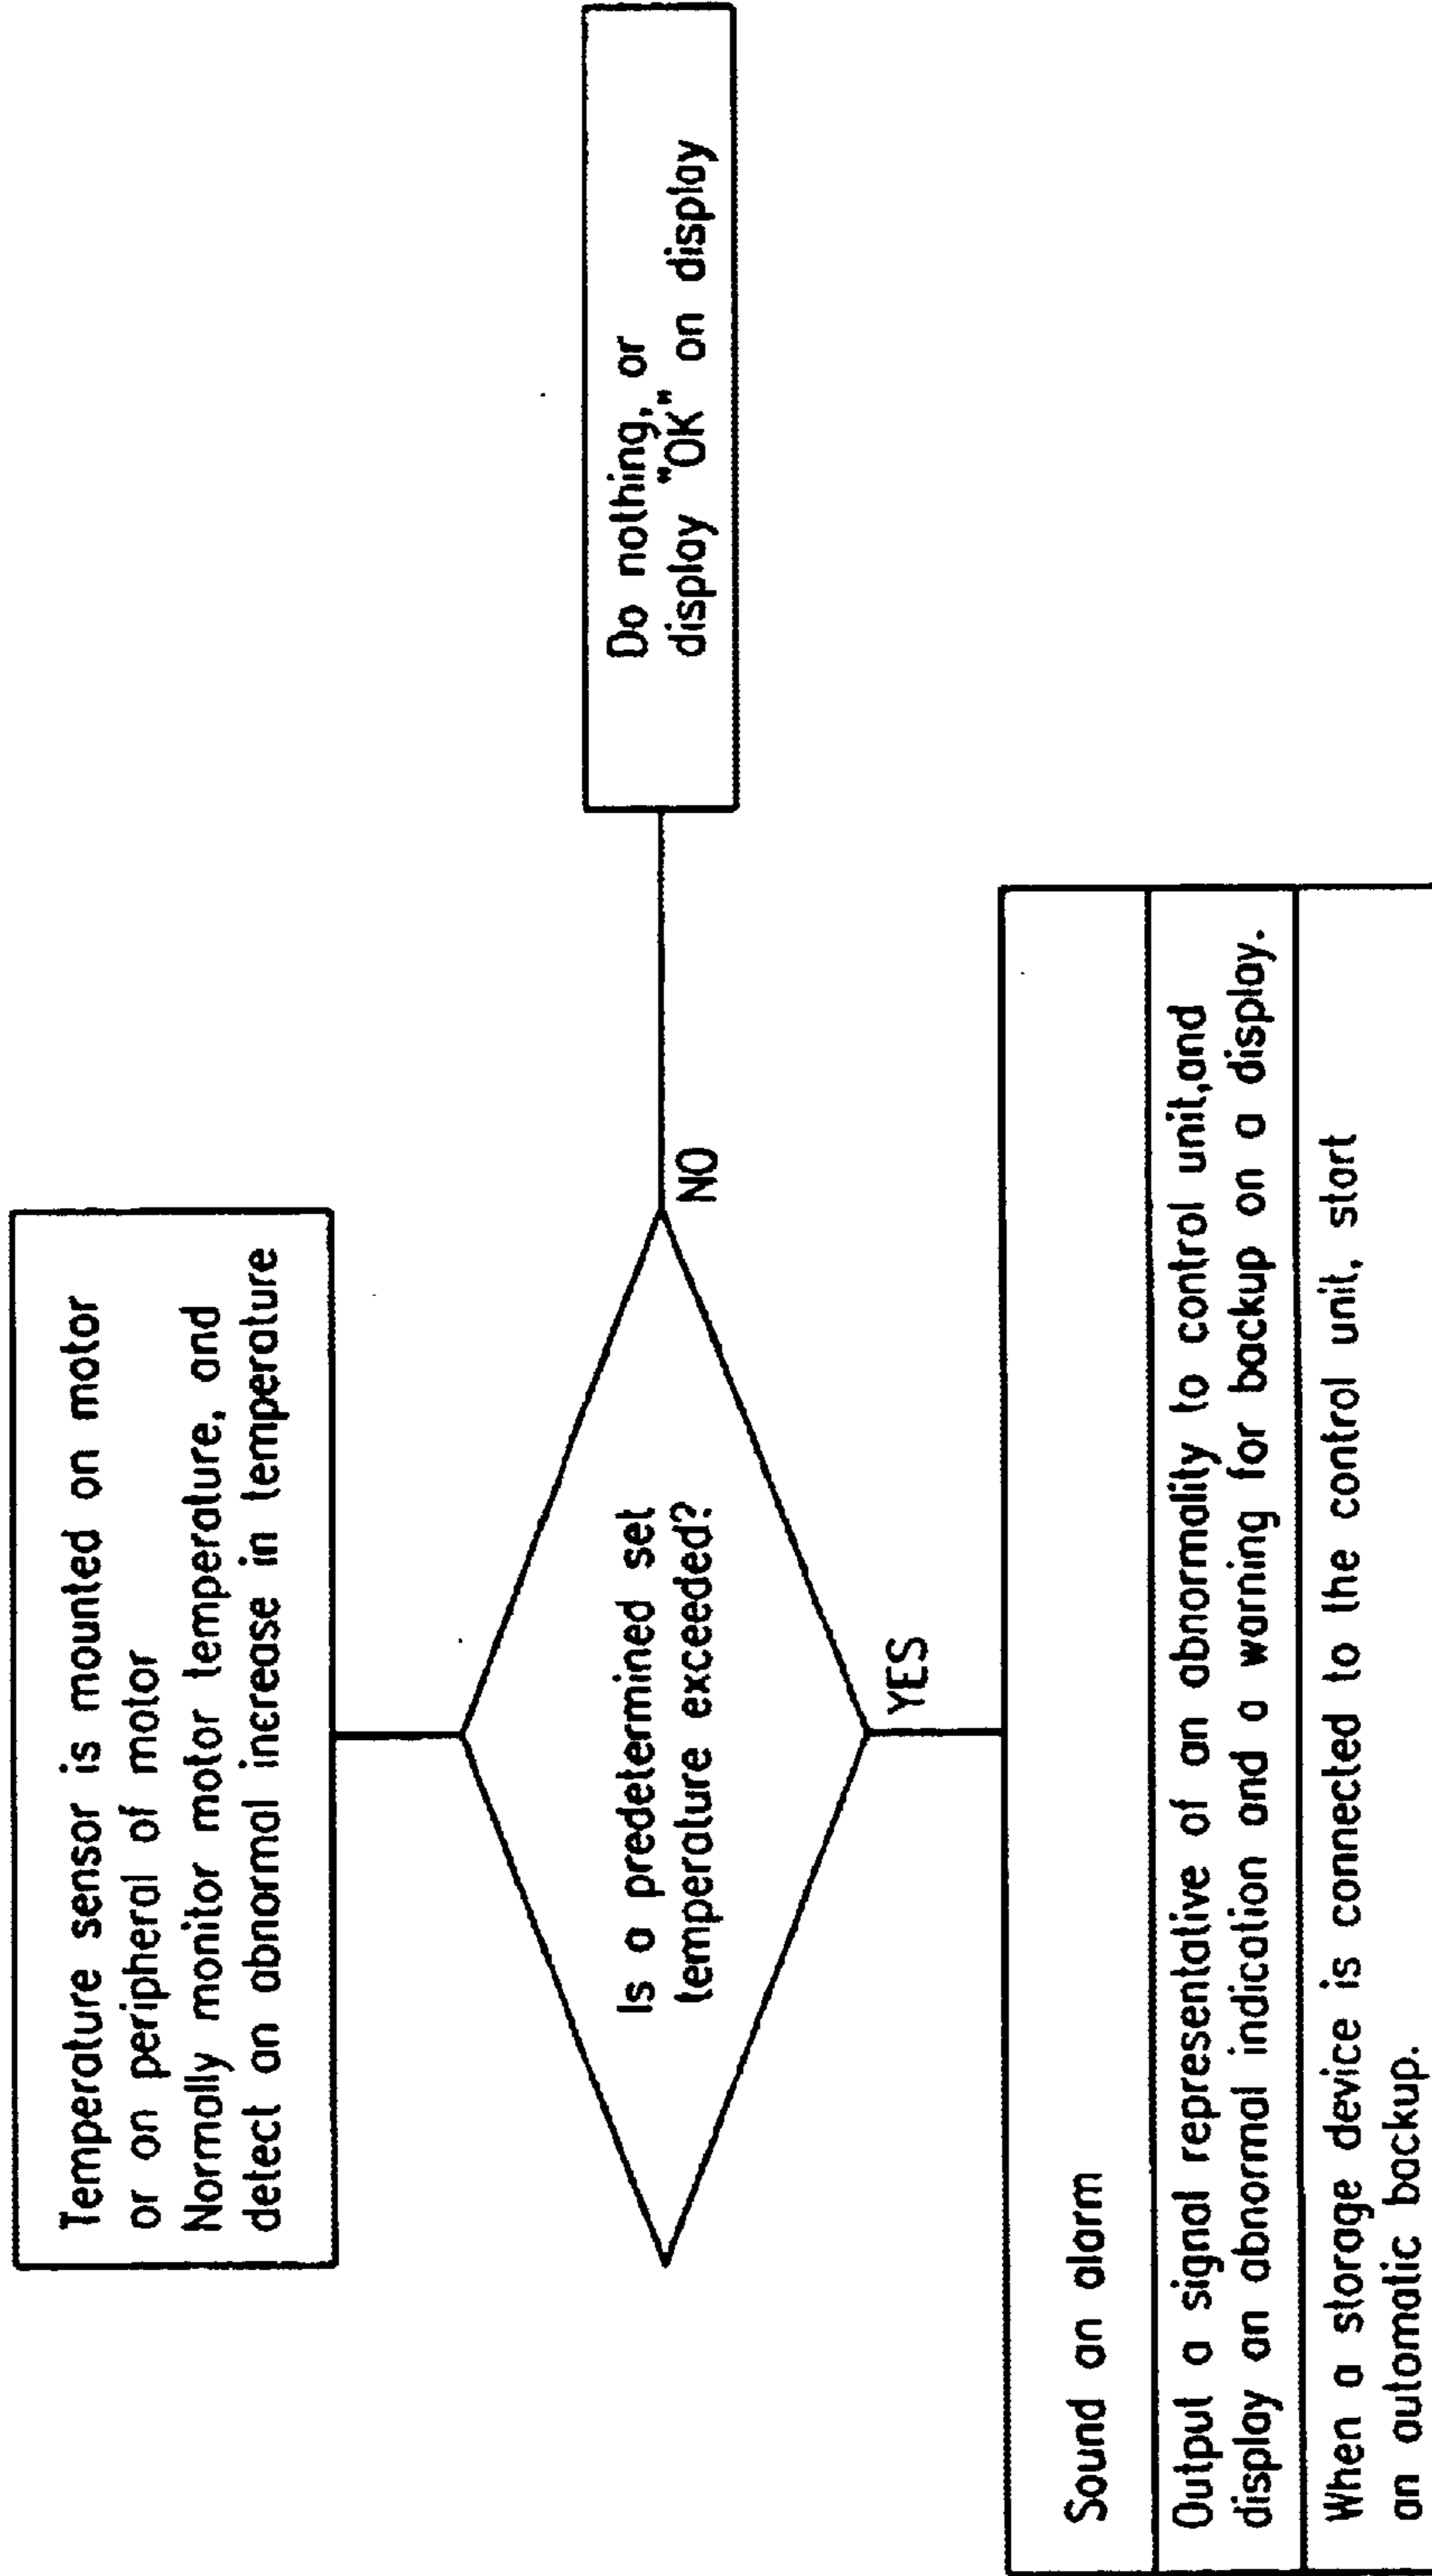 Temperature sensor is mounted on motor
or on peripheral of motor
Normally monitor motor temperature, and
detect an abnormal increase in temperature
Is a predetermined set
temperature exceeded?
NO
Do nothing, or
display "OK" on display
YES
Sound an alarm
Output a signal representative of an abnormality to control unit,and
display an abnormal indication and a warning for backup on a display.
When a storage device is connected to the control unit, start
an automatic backup.